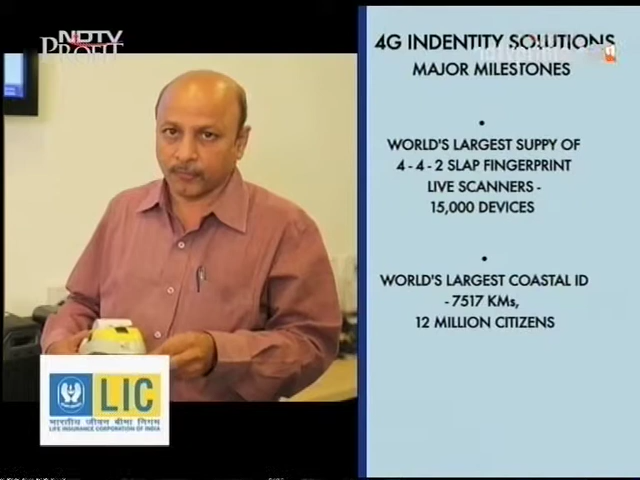 NDTV
PROFIT
4G INDENTITY SOLUTIONS
MAJOR MILESTONES
•
WORLD'S LARGEST SUPPY OF
4-4-2 SLAP FINGERPRINT
LIVE SCANNERS -
15,000 DEVICES
•
WORLD'S LARGEST COASTAL ID
-7517 KMs,
12 MILLION CITIZENS
LIC
भारतीय जीवन बीमा निगम
LIFE INSURANCE CORPORATION OF INDIA